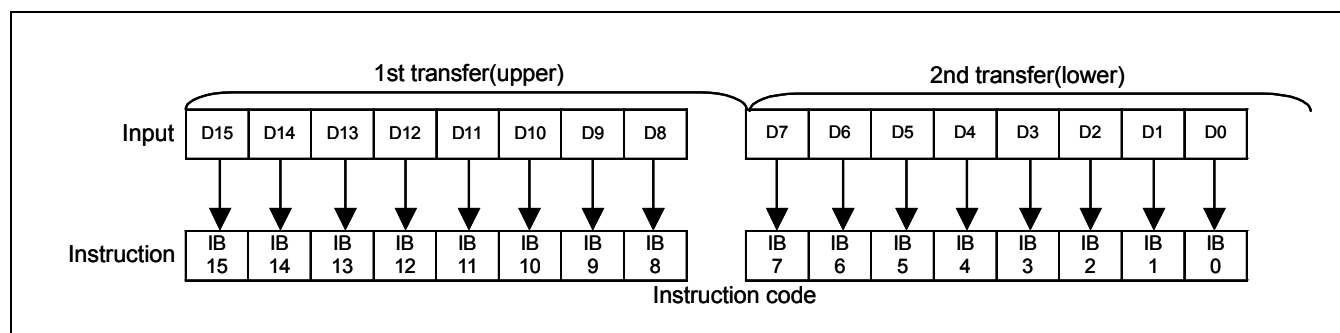 1st transfer(upper) 2nd transfer(lower)
Input D15 D14 D13 D12 D11 D10 D9 D8 D7 D6 D5 D4 D3 D2 D1 D0
Instruction IB 15 IB 14 IB 13 IB 12 IB 11 IB 10 IB 9 IB 8 IB 7 IB 6 IB 5 IB 4 IB 3 IB 2 IB 1 IB 0
Instruction code